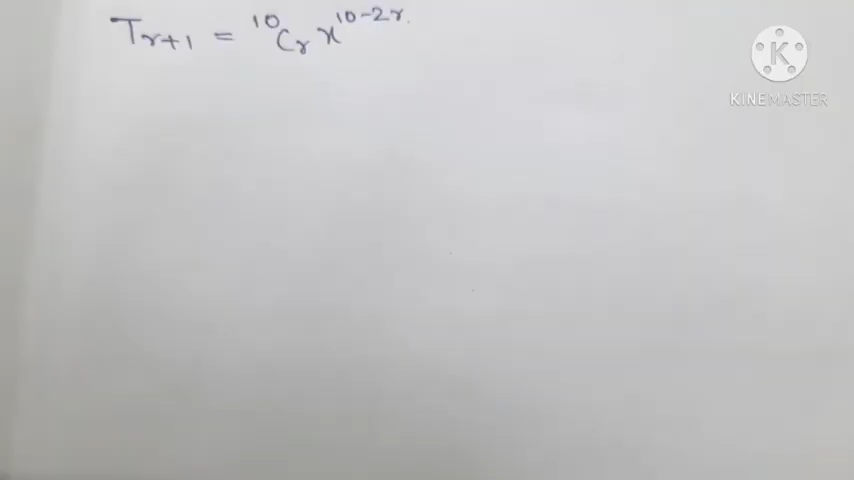 Tr+1 = ¹⁰Cr x¹⁰⁻²ʳ
K
KINEMASTER